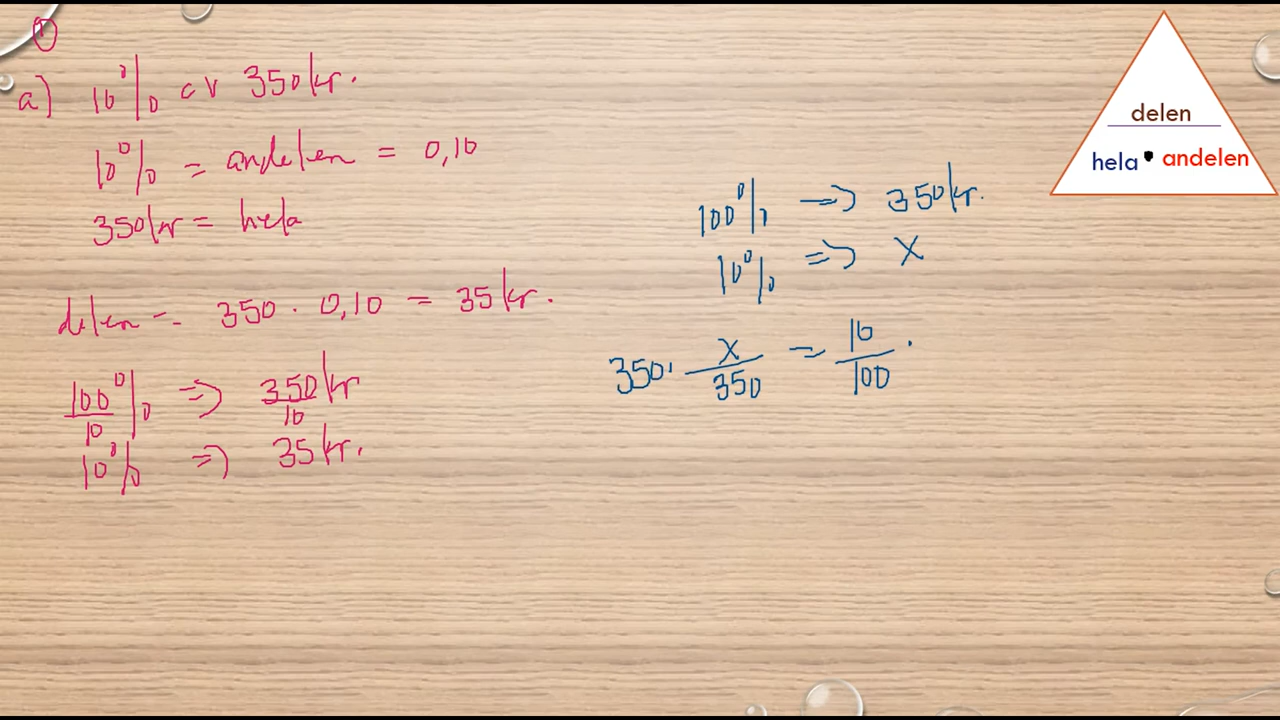 1
a) 10% av 350kr.
10% = andelen = 0,10
350kr = hela
delen = 350 · 0,10 = 35kr.
100%/10 => 350kr/10
10% => 35kr.
100% => 350kr.
10% => X
350 · X/350 = 10/100 ·
delen
hela · andelen